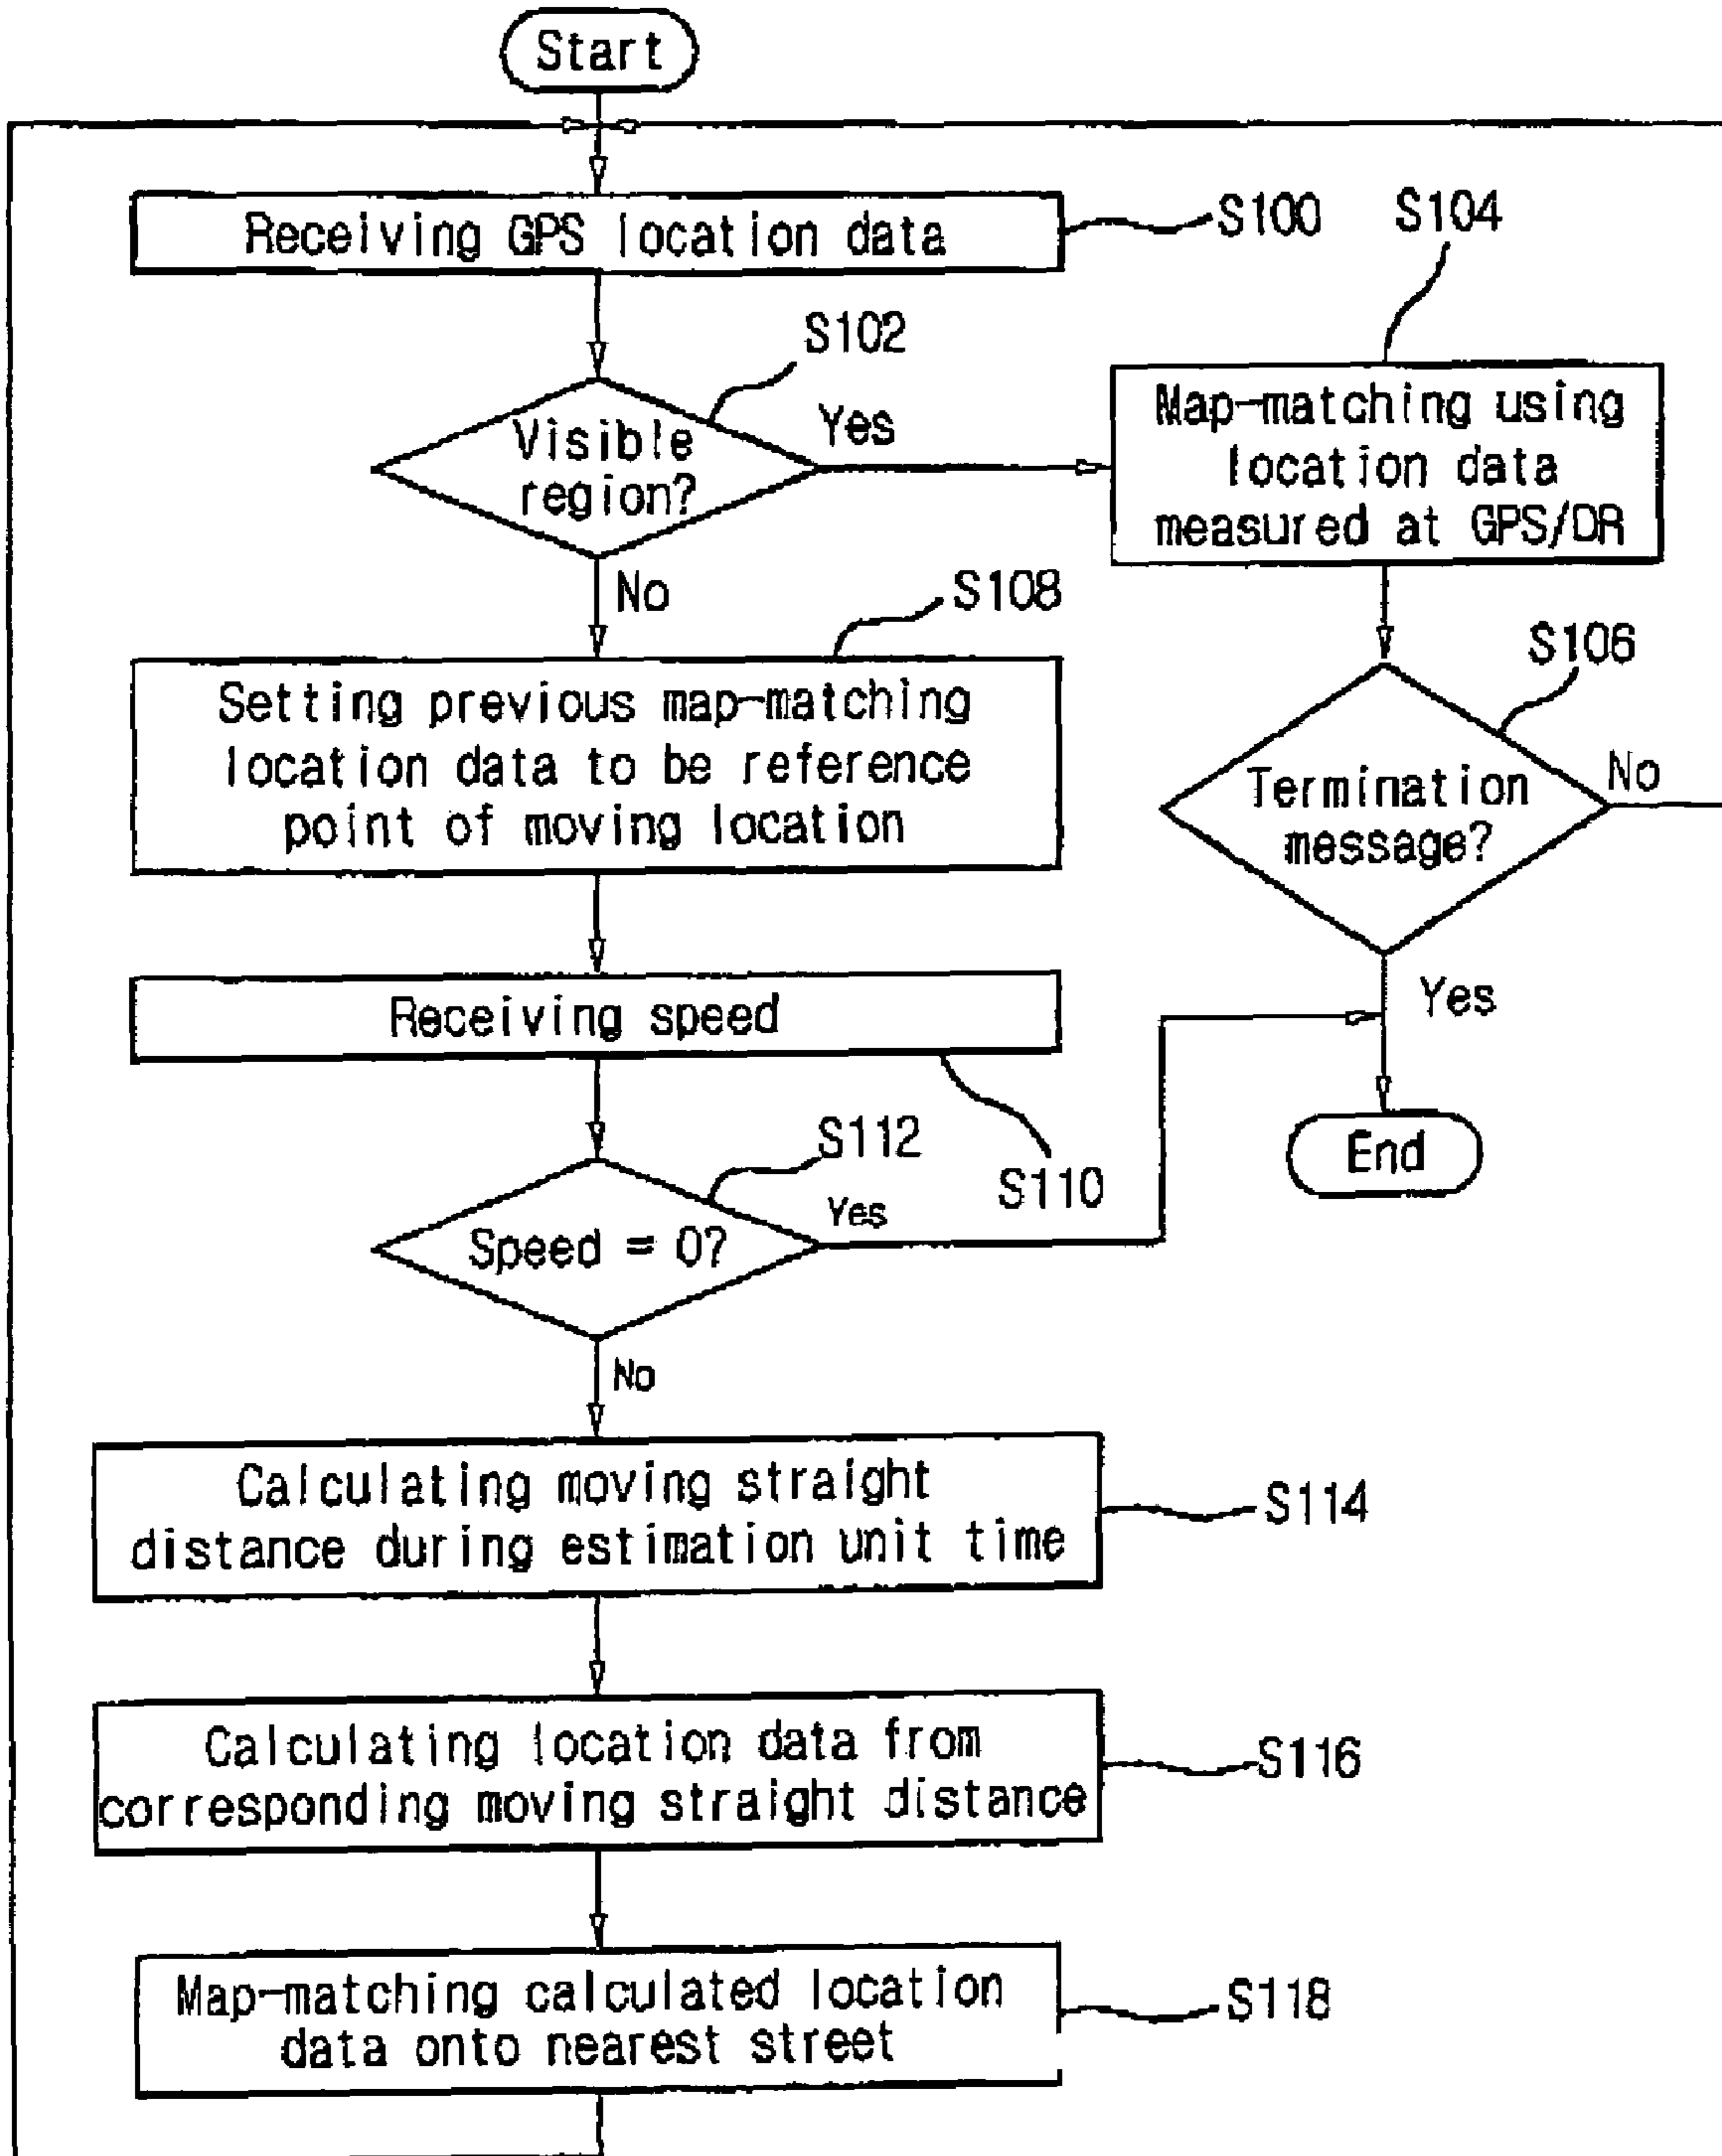 Start
Receiving GPS location data
S100
S104
S102
Visible
region?
Yes
Map-matching using
location data
measured at GPS/DR
No
S108
S106
Setting previous map-matching
location data to be reference
point of moving location
Termination
message?
No
Receiving speed
Yes
S110
S112
End
Speed = 0?
Yes
No
Calculating moving straight
distance during estimation unit time
S114
Calculating location data from
corresponding moving straight distance
S116
Map-matching calculated location
data onto nearest street
S118